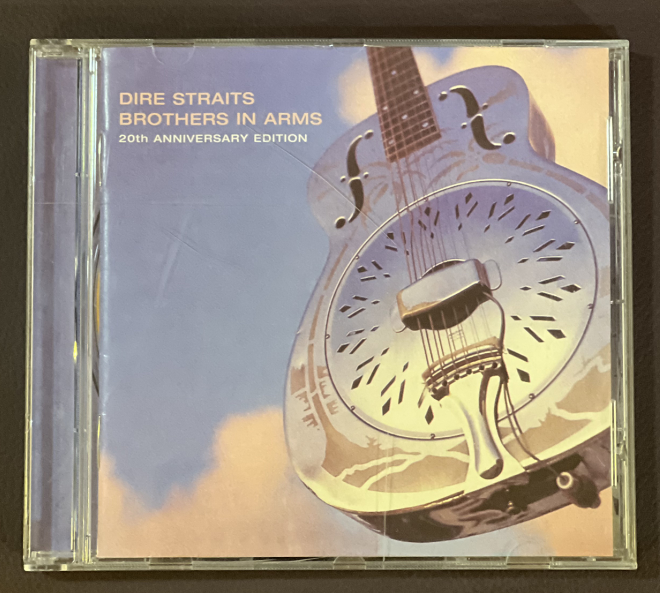 DIRE STRAITS
BROTHERS IN ARMS
20th ANNIVERSARY EDITION